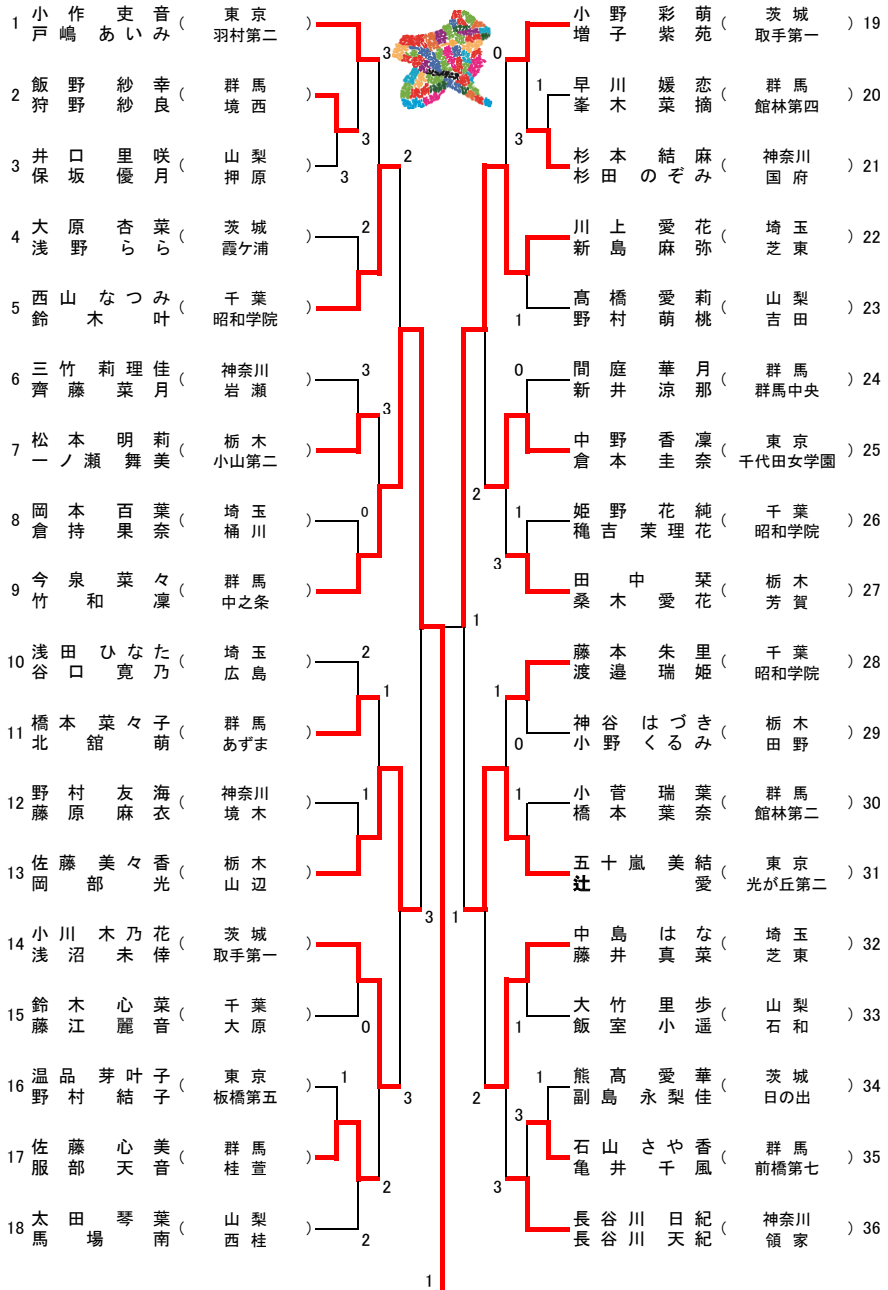 1 小作吏音 ( 東京 )
戸嶋あいみ 羽村第二
2 飯野紗幸 ( 群馬 )
狩野紗良 境西
3 井口里咲 ( 山梨 )
保坂優月 押原
4 大原杏菜 ( 茨城 )
浅野らら 霞ケ浦
5 西山なつみ ( 千葉 )
鈴木叶 昭和学院
6 三竹莉理佳 ( 神奈川 )
齊藤菜月 岩瀬
7 松本明莉 ( 栃木 )
一ノ瀬舞美 小山第二
8 岡本百葉 ( 埼玉 )
倉持果奈 桶川
9 今泉菜々 ( 群馬 )
竹和凜 中之条
10 浅田ひなた ( 埼玉 )
谷口寛乃 広島
11 橋本菜々子 ( 群馬 )
北舘萌 あずま
12 野村友海 ( 神奈川 )
藤原麻衣 境木
13 佐藤美々香 ( 栃木 )
岡部光 山辺
14 小川木乃花 ( 茨城 )
浅沼未倖 取手第一
15 鈴木心菜 ( 千葉 )
藤江麗音 大原
16 温品芽叶子 ( 東京 )
野村結子 板橋第五
17 佐藤心美 ( 群馬 )
服部天音 桂萱
18 太田琴葉 ( 山梨 )
馬場南 西桂
3
3
3
2
2
3
3
0
2
1
1
3
0
1
3
2
2
1
0
1
3
1
0
2
1
3
1
1
0
1
1
1
2
1
3
3
小野彩萌 ( 茨城 ) 19
増子紫苑 取手第一
早川媛恋 ( 群馬 ) 20
峯木菜摘 館林第四
杉本結麻 ( 神奈川 ) 21
杉田のぞみ 国府
川上愛花 ( 埼玉 ) 22
新島麻弥 芝東
髙橋愛莉 ( 山梨 ) 23
野村萌桃 吉田
間庭華月 ( 群馬 ) 24
新井涼那 群馬中央
中野香凜 ( 東京 ) 25
倉本圭奈 千代田女学園
姫野花純 ( 千葉 ) 26
穐吉茉理花 昭和学院
田中栞 ( 栃木 ) 27
桑木愛花 芳賀
藤本朱里 ( 千葉 ) 28
渡邉瑞姫 昭和学院
神谷はづき ( 栃木 ) 29
小野くるみ 田野
小菅瑞葉 ( 群馬 ) 30
橋本葉奈 館林第二
五十嵐美結 ( 東京 ) 31
辻愛 光が丘第二
中島はな ( 埼玉 ) 32
藤井真菜 芝東
大竹里歩 ( 山梨 ) 33
飯室小遥 石和
熊髙愛華 ( 茨城 ) 34
副島永梨佳 日の出
石山さや香 ( 群馬 ) 35
亀井千風 前橋第七
長谷川日紀 ( 神奈川 ) 36
長谷川天紀 領家